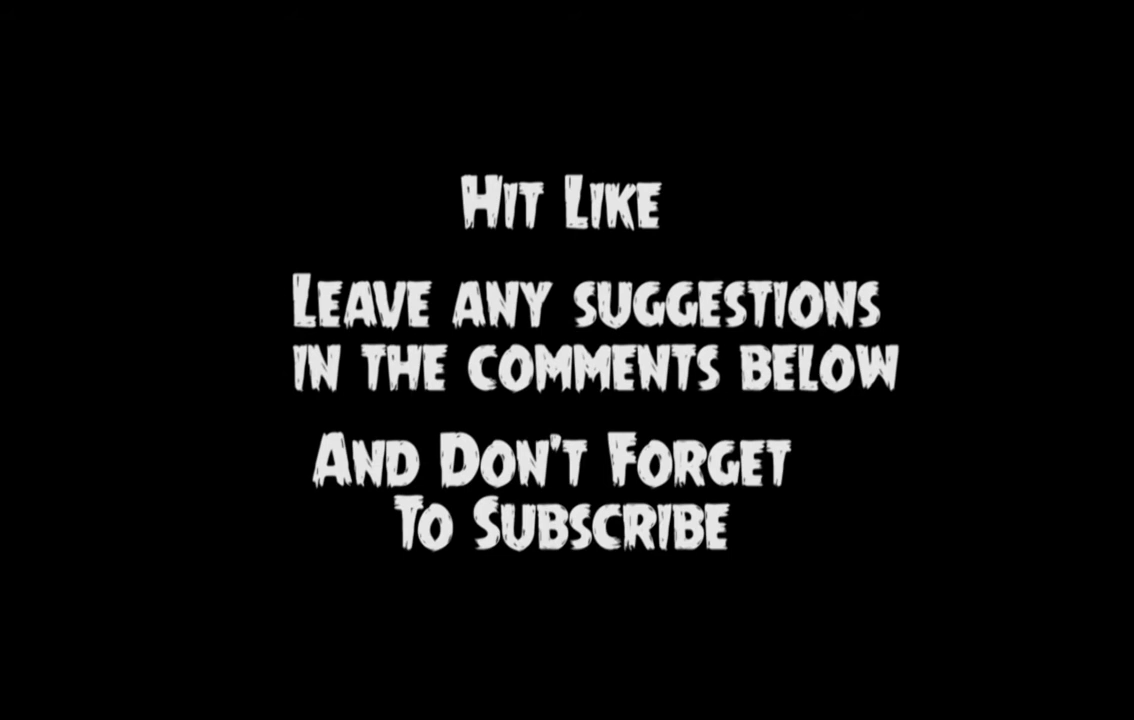 Hit Like
Leave any suggestions
in the comments below
And Don't Forget
To Subscribe